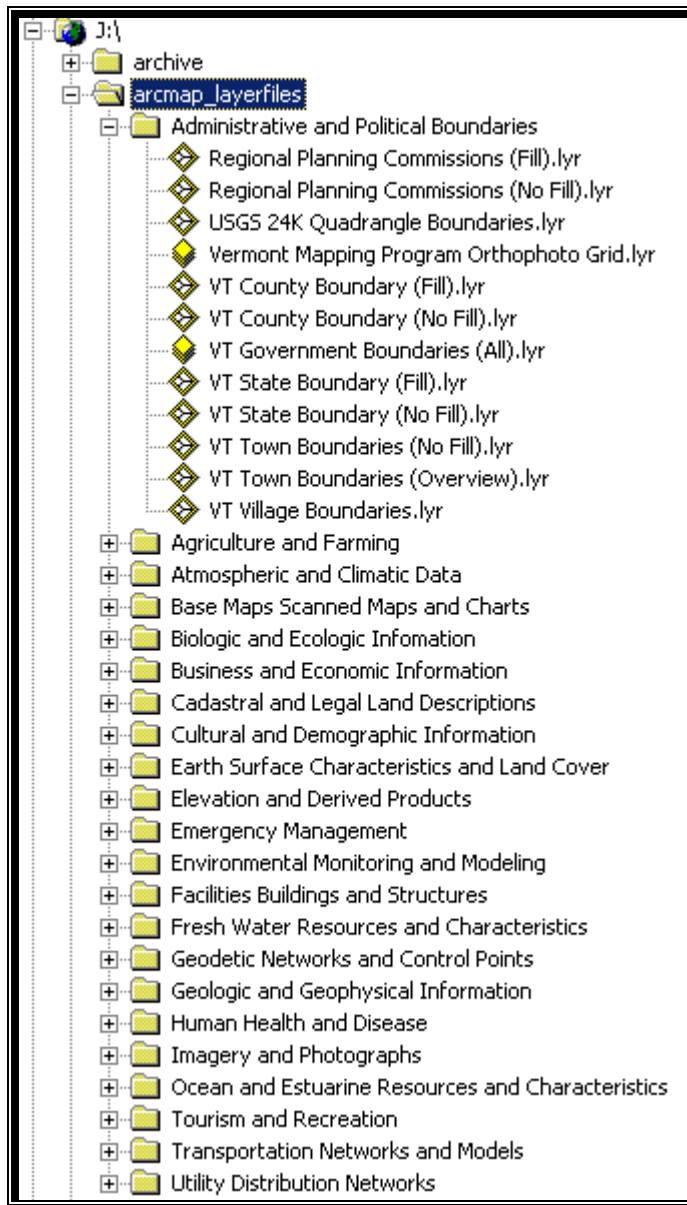 J:\
archive
arcmap_layerfiles
Administrative and Political Boundaries
Regional Planning Commissions (Fill).lyr
Regional Planning Commissions (No Fill).lyr
USGS 24K Quadrangle Boundaries.lyr
Vermont Mapping Program Orthophoto Grid.lyr
VT County Boundary (Fill).lyr
VT County Boundary (No Fill).lyr
VT Government Boundaries (All).lyr
VT State Boundary (Fill).lyr
VT State Boundary (No Fill).lyr
VT Town Boundaries (No Fill).lyr
VT Town Boundaries (Overview).lyr
VT Village Boundaries.lyr
Agriculture and Farming
Atmospheric and Climatic Data
Base Maps Scanned Maps and Charts
Biologic and Ecologic Infomation
Business and Economic Information
Cadastral and Legal Land Descriptions
Cultural and Demographic Information
Earth Surface Characteristics and Land Cover
Elevation and Derived Products
Emergency Management
Environmental Monitoring and Modeling
Facilities Buildings and Structures
Fresh Water Resources and Characteristics
Geodetic Networks and Control Points
Geologic and Geophysical Information
Human Health and Disease
Imagery and Photographs
Ocean and Estuarine Resources and Characteristics
Tourism and Recreation
Transportation Networks and Models
Utility Distribution Networks